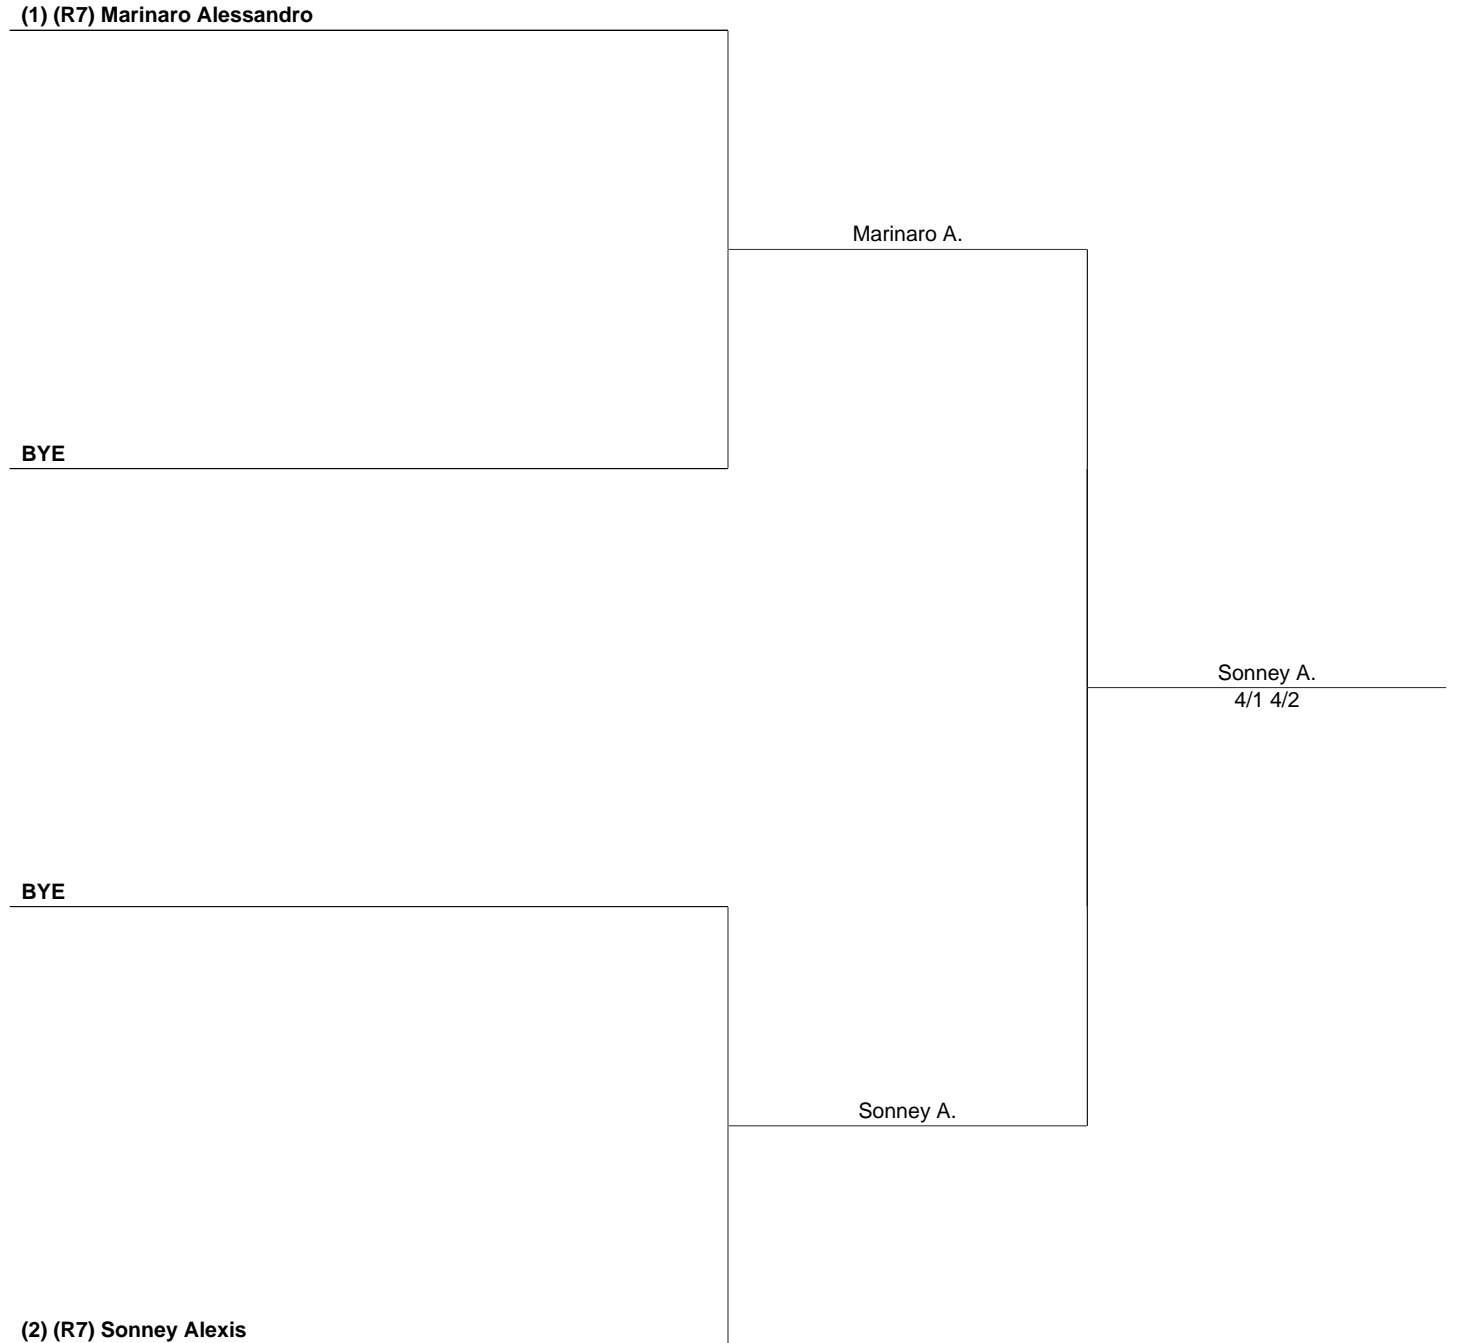 (1) (R7) Marinaro Alessandro
Marinaro A.
BYE
Sonney A.
4/1 4/2
BYE
Sonney A.
(2) (R7) Sonney Alexis